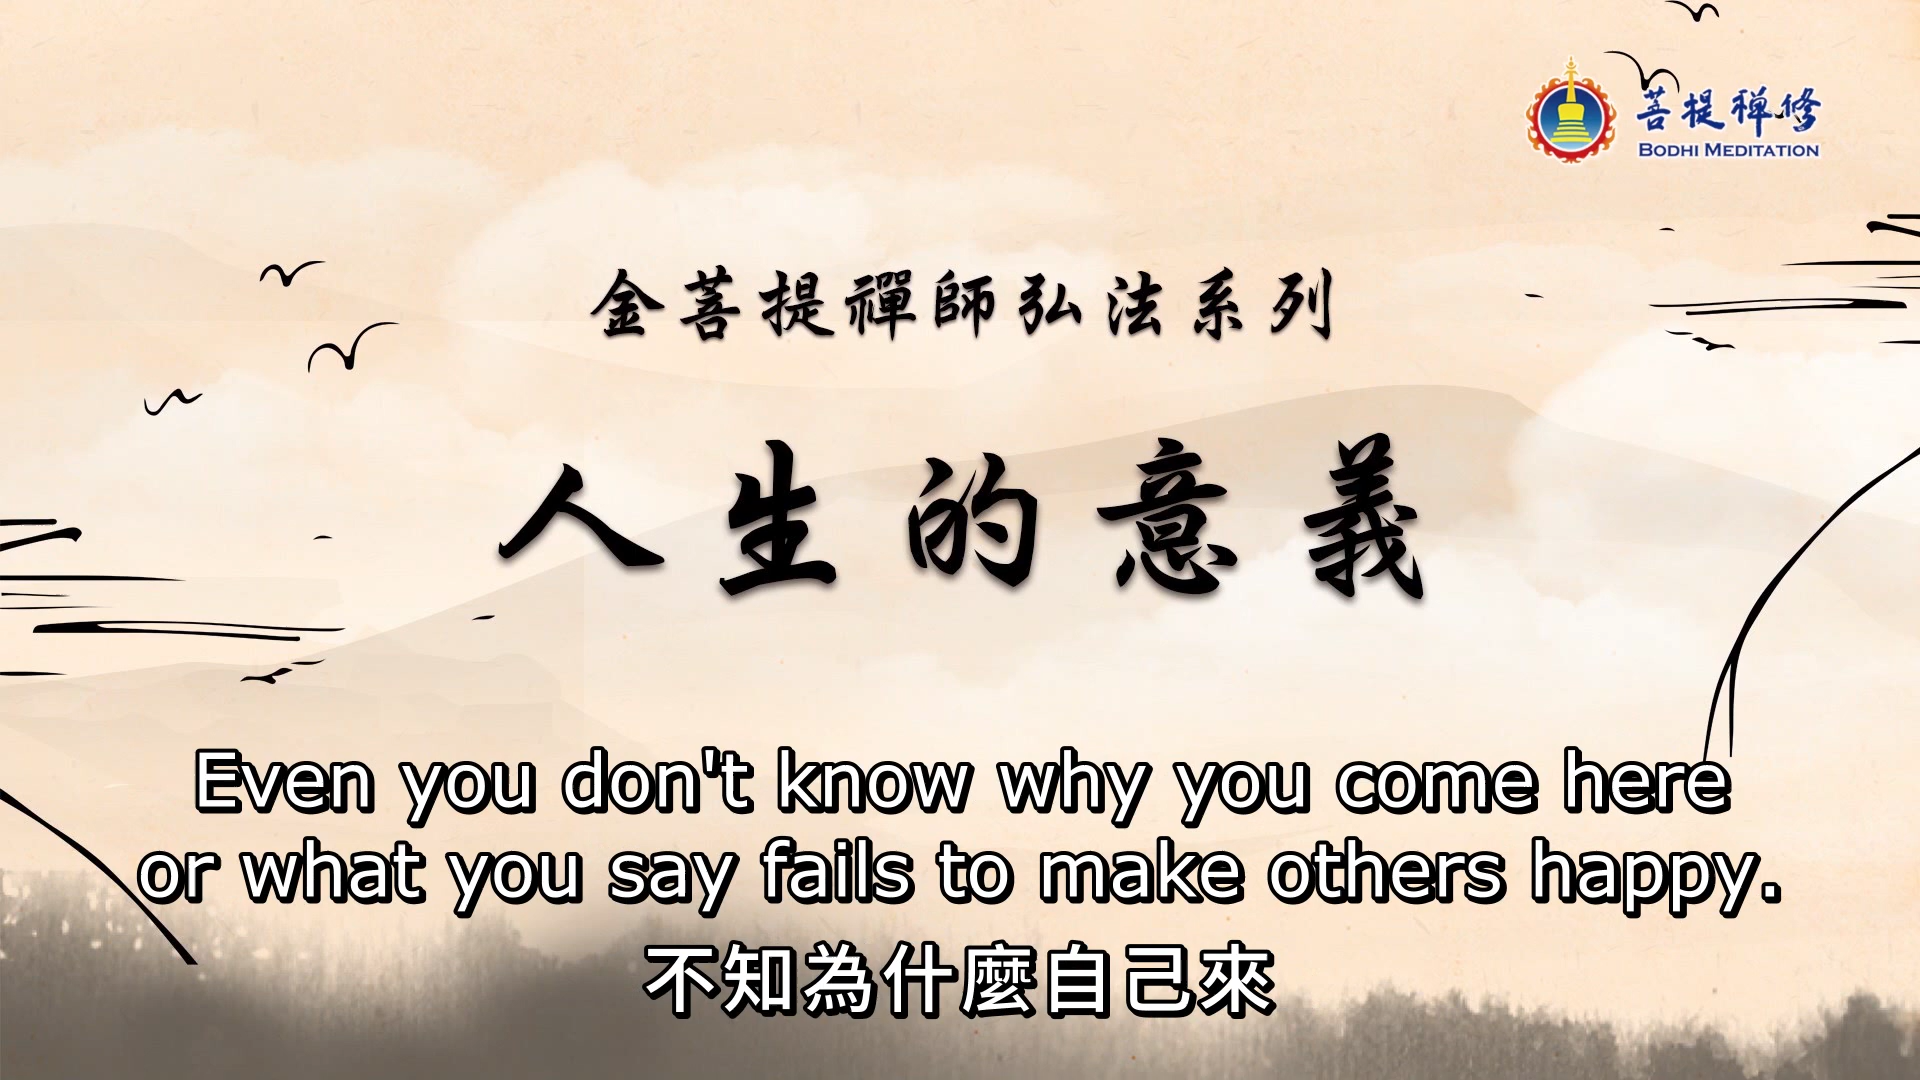 菩提禪修
BODHI MEDITATION
金菩提禪師弘法系列
人生的意義
Even you don't know why you come here
or what you say fails to make others happy.
不知為什麼自己來